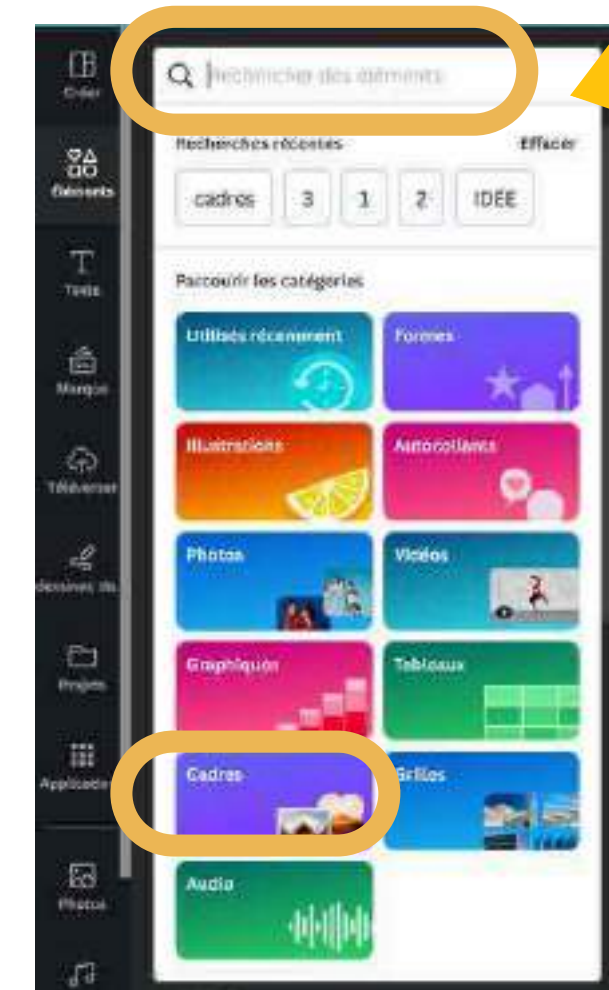 Créer
Éléments
Texte
Marque
Téléverser
Projets
Photos
Rechercher des éléments
Recherches récentes
Effacer
cadres 3 1 2 IDÉE
Parcourir les catégories
Utilisés récemment
Formes
Illustrations
Autocollants
Photos
Vidéos
Graphiques
Tableaux
Cadres
Grilles
Audio